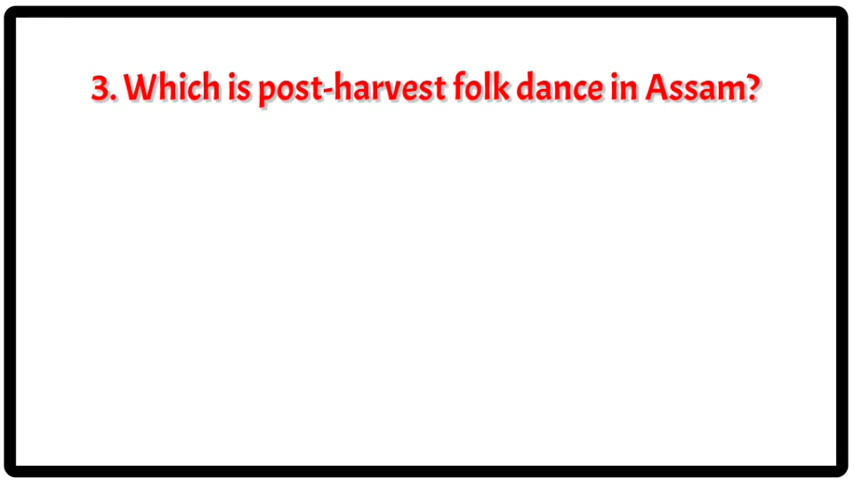 3. Which is post-harvest folk dance in Assam?